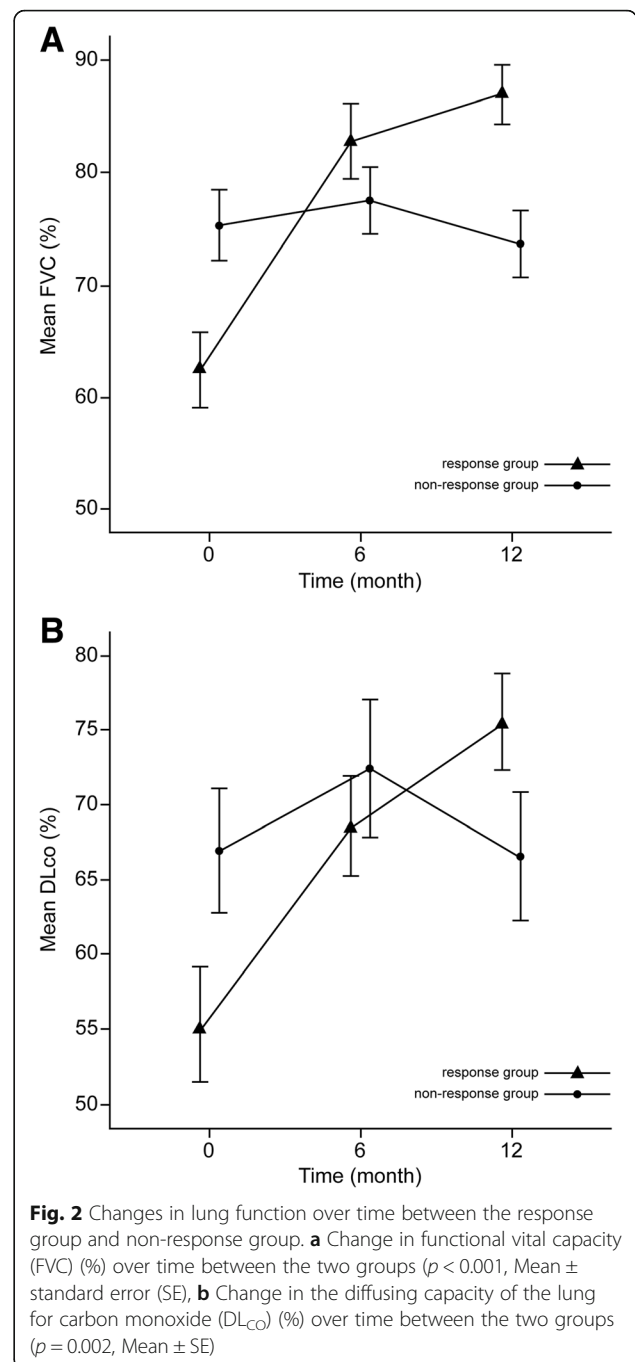 A
90
80
70
60
50
Mean FVC (%)
response group
non-response group
0 6 12
Time (month)
B
80
75
70
65
60
55
50
Mean DLco (%)
response group
non-response group
0 6 12
Time (month)
Fig. 2 Changes in lung function over time between the response
group and non-response group. a Change in functional vital capacity
(FVC) (%) over time between the two groups (p < 0.001, Mean ±
standard error (SE), b Change in the diffusing capacity of the lung
for carbon monoxide (DLCO) (%) over time between the two groups
(p = 0.002, Mean ± SE)